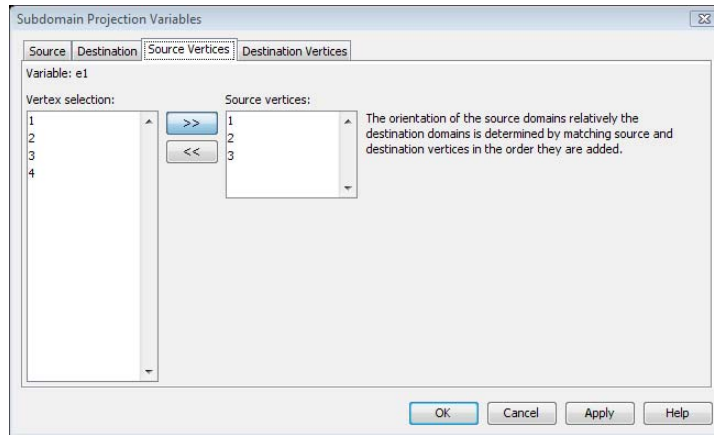 Subdomain Projection Variables
Source Destination Source Vertices Destination Vertices
Variable: e1
Vertex selection:
1
2
3
4
>>
<<
Source vertices:
1
2
3
The orientation of the source domains relatively the
destination domains is determined by matching source and
destination vertices in the order they are added.
OK Cancel Apply Help